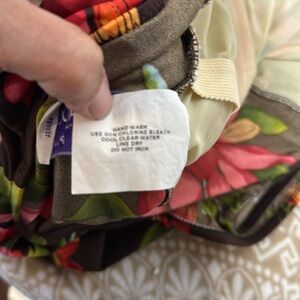 HAND WASH
USE NON CHLORINE BLEACH
COOL CLEAR WATER
LINE DRY
DO NOT IRON